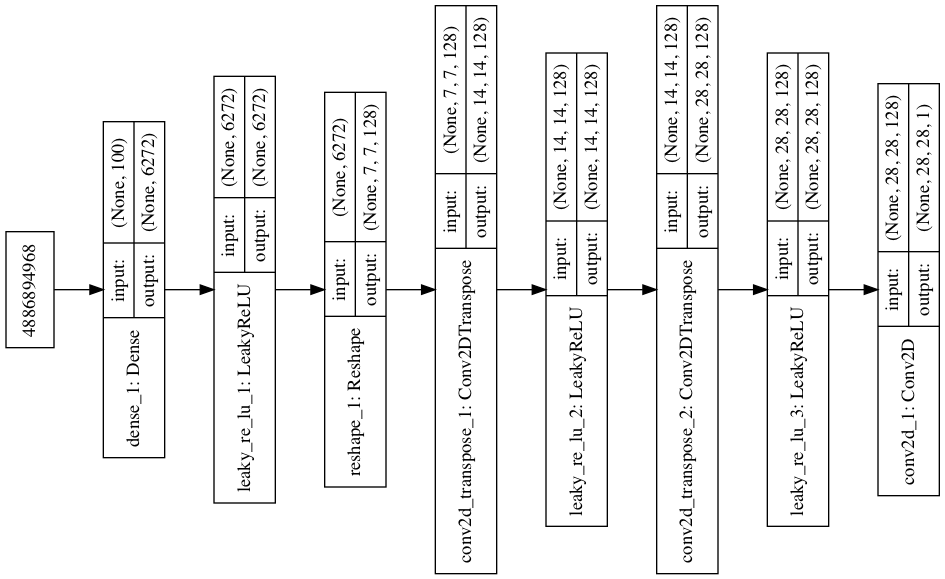 4886894968
dense_1: Dense
input:
(None, 100)
output:
(None, 6272)
leaky_re_lu_1: LeakyReLU
input:
(None, 6272)
output:
(None, 6272)
reshape_1: Reshape
input:
(None, 6272)
output:
(None, 7, 7, 128)
conv2d_transpose_1: Conv2DTranspose
input:
(None, 7, 7, 128)
output:
(None, 14, 14, 128)
leaky_re_lu_2: LeakyReLU
input:
(None, 14, 14, 128)
output:
(None, 14, 14, 128)
conv2d_transpose_2: Conv2DTranspose
input:
(None, 14, 14, 128)
output:
(None, 28, 28, 128)
leaky_re_lu_3: LeakyReLU
input:
(None, 28, 28, 128)
output:
(None, 28, 28, 128)
conv2d_1: Conv2D
input:
(None, 28, 28, 128)
output:
(None, 28, 28, 1)